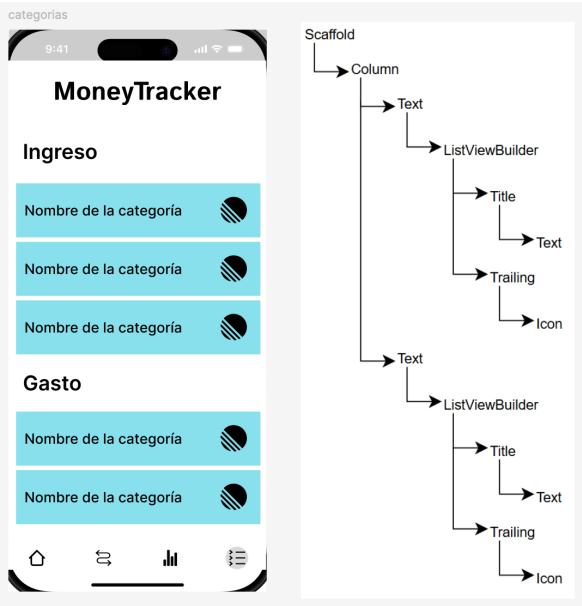 categorias
9:41
MoneyTracker
Ingreso
Nombre de la categoría
Nombre de la categoría
Nombre de la categoría
Gasto
Nombre de la categoría
Nombre de la categoría
Scaffold
Column
Text
ListViewBuilder
Title
Text
Trailing
Icon
Text
ListViewBuilder
Title
Text
Trailing
Icon